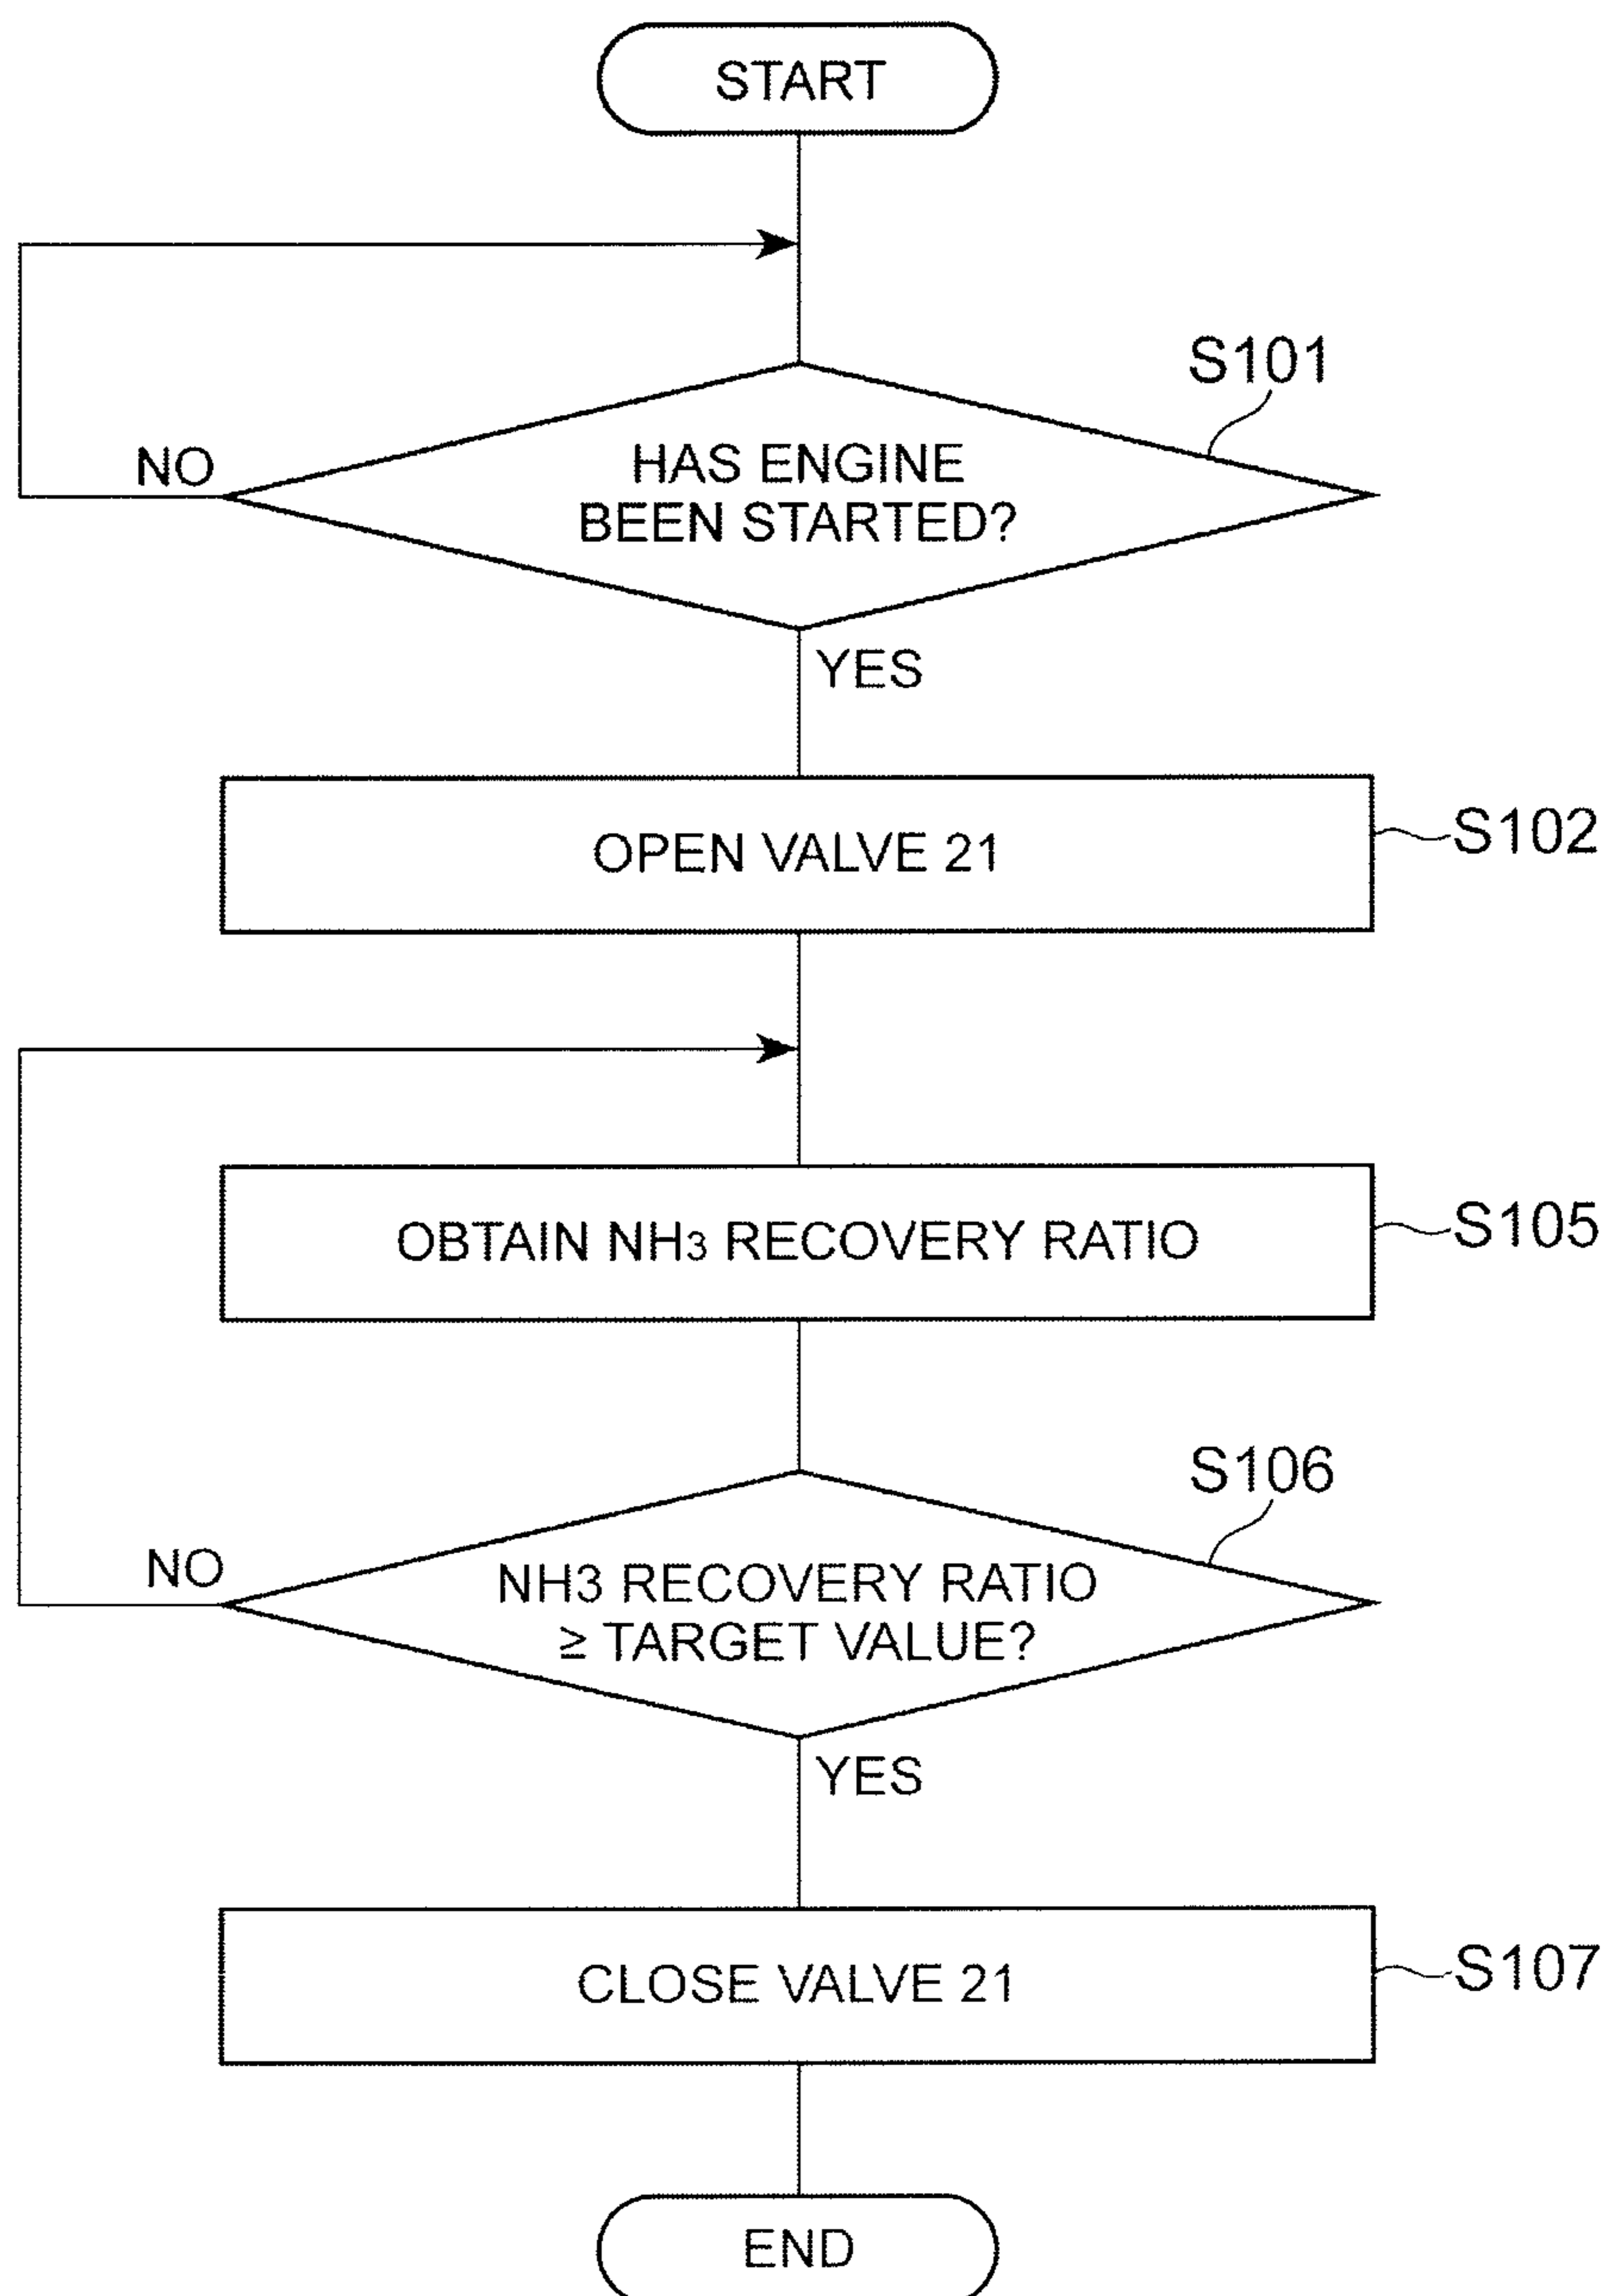 START
S101
NO
HAS ENGINE
BEEN STARTED?
YES
OPEN VALVE 21
S102
OBTAIN NH₃ RECOVERY RATIO
S105
S106
NO
NH3 RECOVERY RATIO
≥ TARGET VALUE?
YES
CLOSE VALVE 21
S107
END